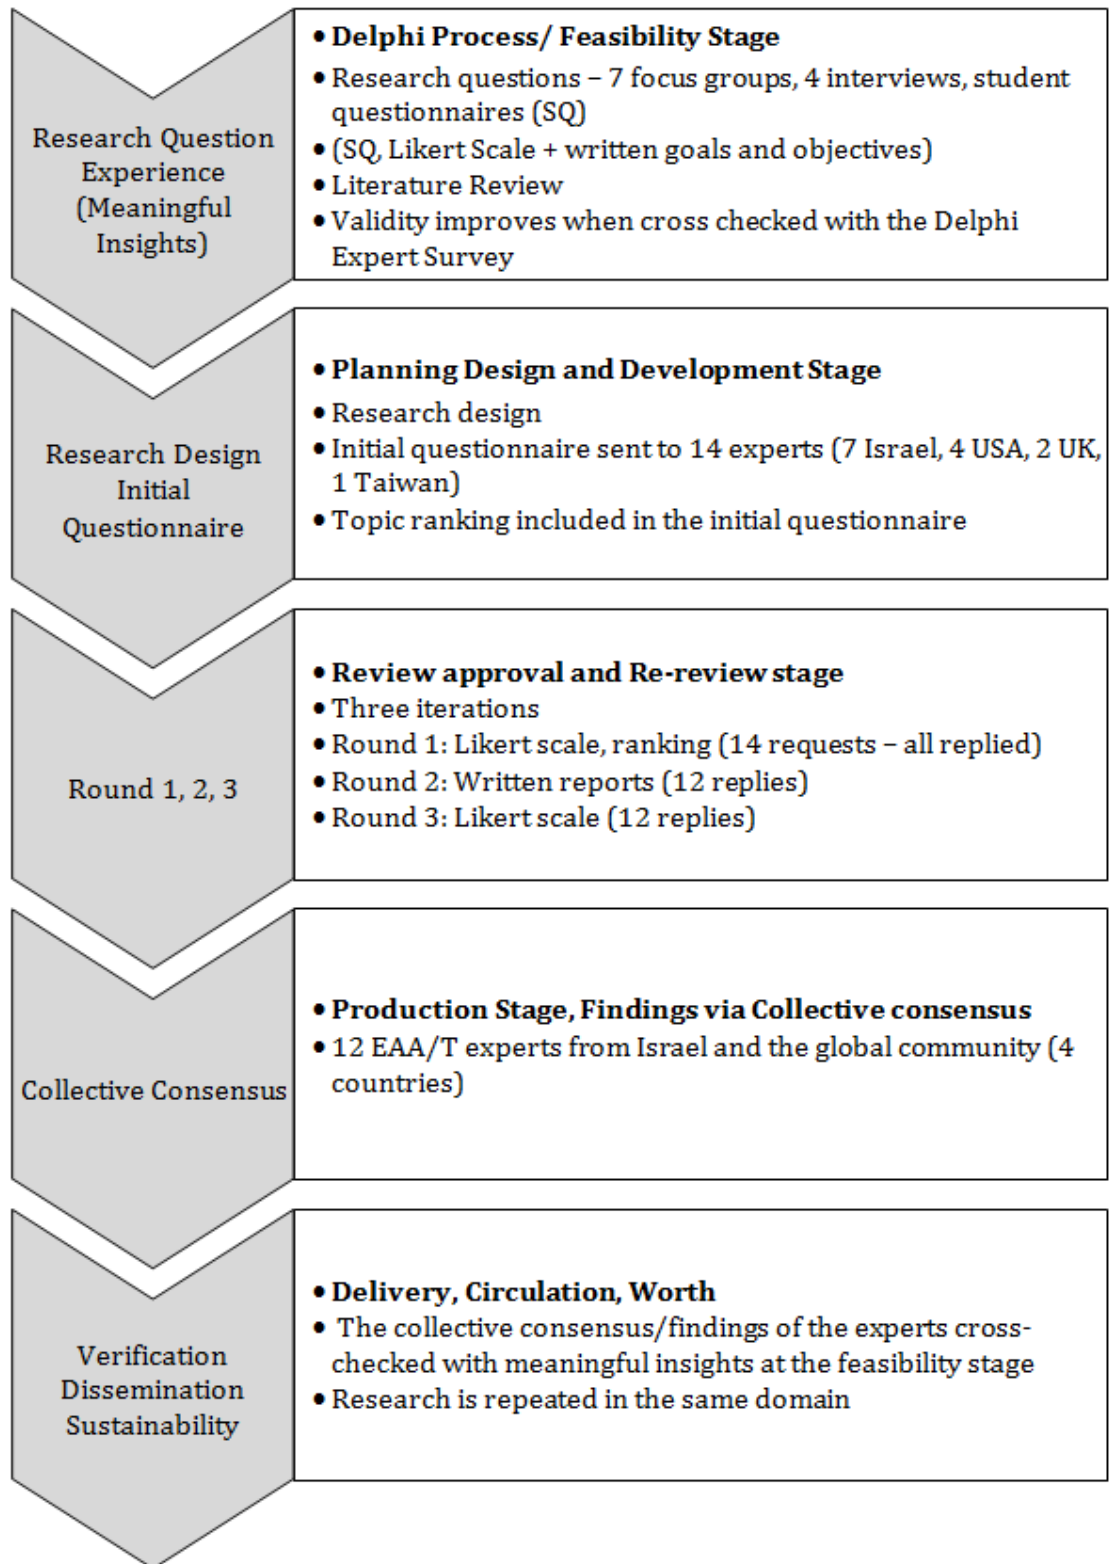 Research Question
Experience
(Meaningful
Insights)
• Delphi Process/ Feasibility Stage
• Research questions – 7 focus groups, 4 interviews, student
questionnaires (SQ)
• (SQ, Likert Scale + written goals and objectives)
• Literature Review
• Validity improves when cross checked with the Delphi
Expert Survey
Research Design
Initial
Questionnaire
• Planning Design and Development Stage
• Research design
• Initial questionnaire sent to 14 experts (7 Israel, 4 USA, 2 UK,
1 Taiwan)
• Topic ranking included in the initial questionnaire
Round 1, 2, 3
• Review approval and Re-review stage
• Three iterations
• Round 1: Likert scale, ranking (14 requests – all replied)
• Round 2: Written reports (12 replies)
• Round 3: Likert scale (12 replies)
Collective Consensus
• Production Stage, Findings via Collective consensus
• 12 EAA/T experts from Israel and the global community (4
countries)
Verification
Dissemination
Sustainability
• Delivery, Circulation, Worth
• The collective consensus/findings of the experts cross-
checked with meaningful insights at the feasibility stage
• Research is repeated in the same domain